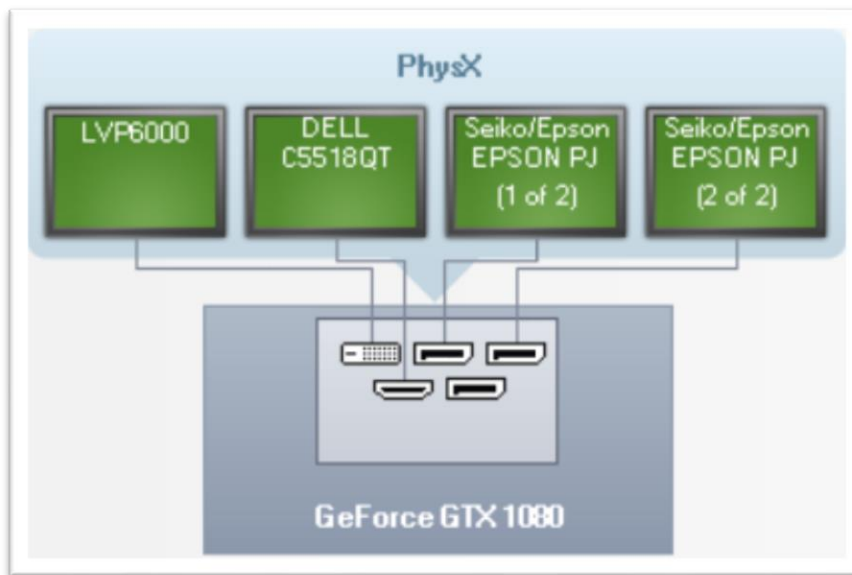 PhysX
LVP6000
DELL
C5518QT
Seiko/Epson
EPSON PJ
(1 of 2)
Seiko/Epson
EPSON PJ
(2 of 2)
GeForce GTX 1080